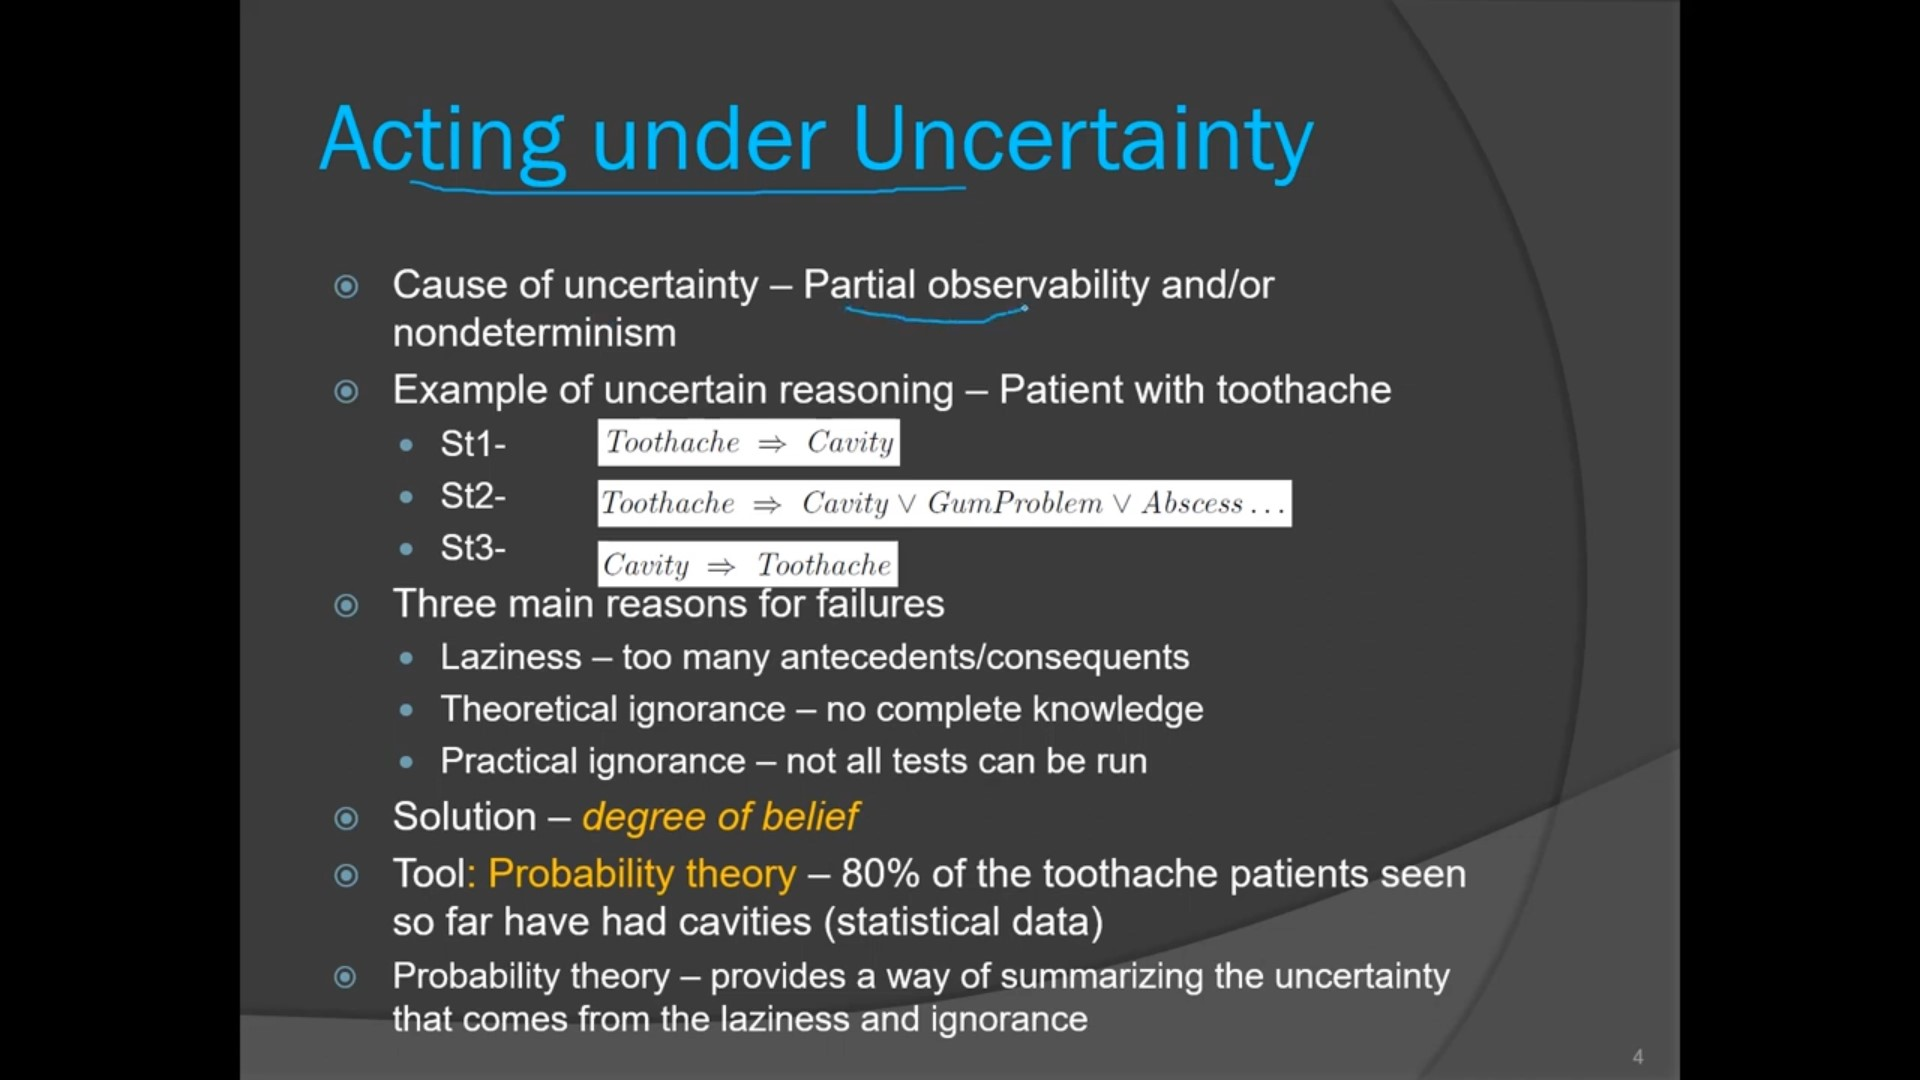 Acting under Uncertainty
Cause of uncertainty – Partial observability and/or
nondeterminism
Example of uncertain reasoning – Patient with toothache
St1- Toothache ⇒ Cavity
St2- Toothache ⇒ Cavity ∨ GumProblem ∨ Abscess . . .
St3- Cavity ⇒ Toothache
Three main reasons for failures
Laziness – too many antecedents/consequents
Theoretical ignorance – no complete knowledge
Practical ignorance – not all tests can be run
Solution – degree of belief
Tool: Probability theory – 80% of the toothache patients seen
so far have had cavities (statistical data)
Probability theory – provides a way of summarizing the uncertainty
that comes from the laziness and ignorance
4